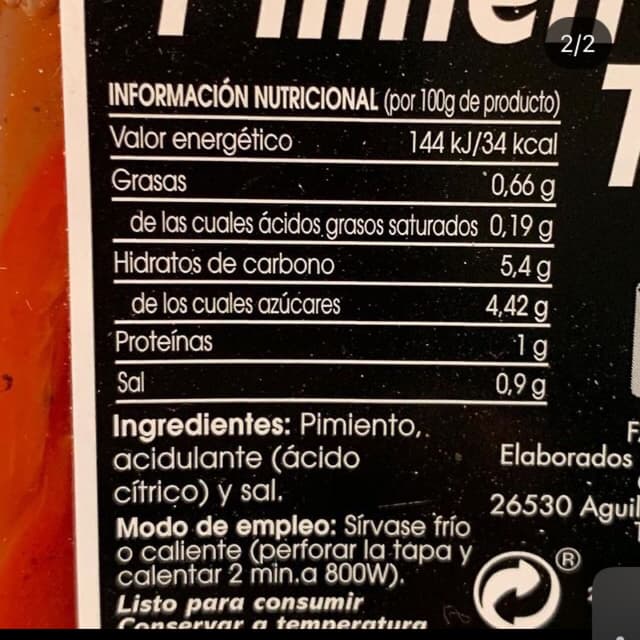 2/2
INFORMACIÓN NUTRICIONAL (por 100g de producto)
Valor energético 144 kJ/34 kcal
Grasas 0,66 g
de las cuales ácidos grasos saturados 0,19 g
Hidratos de carbono 5,4 g
de los cuales azúcares 4,42 g
Proteínas 1 g
Sal 0,9 g
Ingredientes: Pimiento,
acidulante (ácido
cítrico) y sal.
Modo de empleo: Sírvase frío
o caliente (perforar la tapa y
calentar 2 min.a 800W).
Listo para consumir
Conservar a temperatura
Elaborados
26530
®